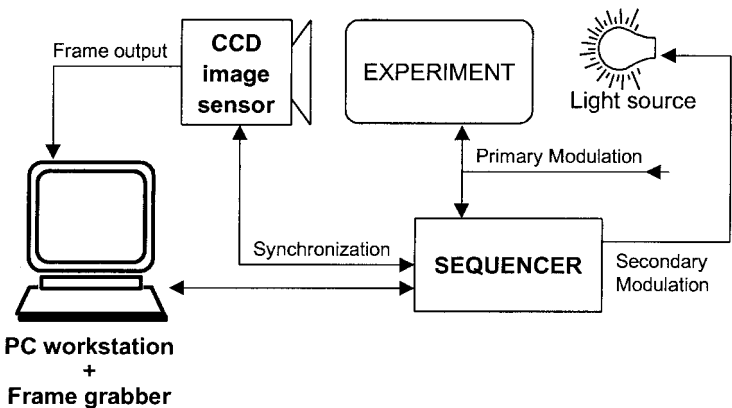 Frame output
CCD
image
sensor
EXPERIMENT
Light source
Primary Modulation
Synchronization
SEQUENCER
Secondary
Modulation
PC workstation
+
Frame grabber